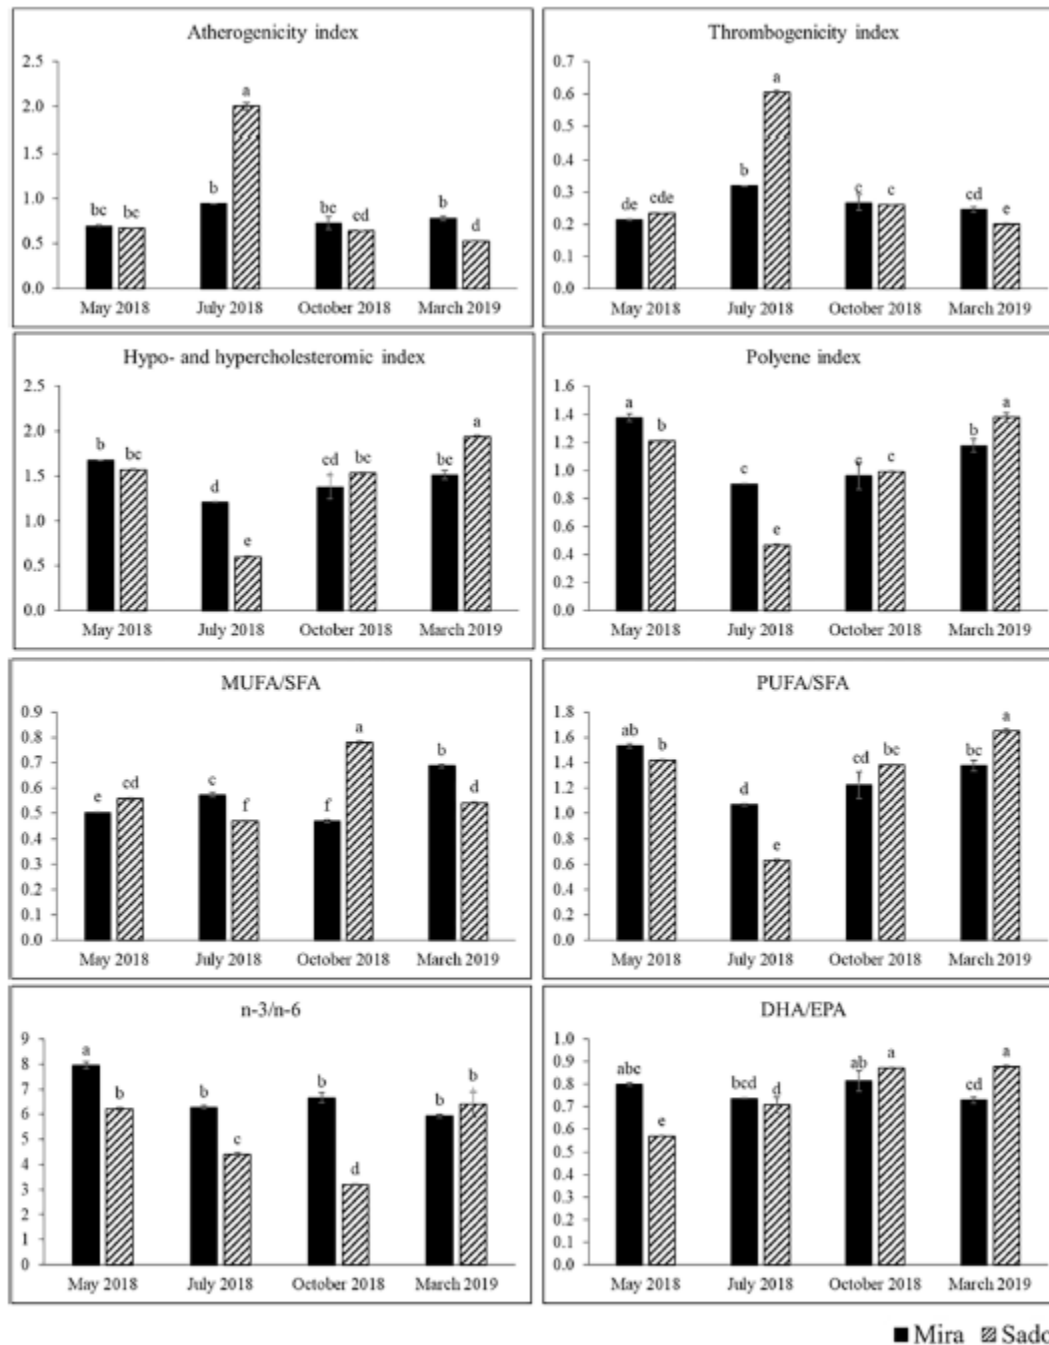 Atherogenicity index
2.5
2.0
1.5
1.0
0.5
0.0
bc bc
b a
bc cd
b d
May 2018 July 2018 October 2018 March 2019
Thrombogenicity index
0.7
0.6
0.5
0.4
0.3
0.2
0.1
0.0
de cde
b a
c c
cd e
May 2018 July 2018 October 2018 March 2019
Hypo- and hypercholesteromic index
2.5
2.0
1.5
1.0
0.5
0.0
b bc
d e
cd bc
bc a
May 2018 July 2018 October 2018 March 2019
Polyene index
1.6
1.4
1.2
1.0
0.8
0.6
0.4
0.2
0.0
a b
c e
c c
b a
May 2018 July 2018 October 2018 March 2019
MUFA/SFA
0.9
0.8
0.7
0.6
0.5
0.4
0.3
0.2
0.1
0.0
e cd
c f
f a
b d
May 2018 July 2018 October 2018 March 2019
PUFA/SFA
1.8
1.6
1.4
1.2
1.0
0.8
0.6
0.4
0.2
0.0
ab b
d e
cd bc
bc a
May 2018 July 2018 October 2018 March 2019
n-3/n-6
9
8
7
6
5
4
3
2
1
0
a b
b c
b d
b b
May 2018 July 2018 October 2018 March 2019
DHA/EPA
1.0
0.9
0.8
0.7
0.6
0.5
0.4
0.3
0.2
0.1
0.0
abc e
bcd d
ab a
cd a
May 2018 July 2018 October 2018 March 2019
Mira Sado